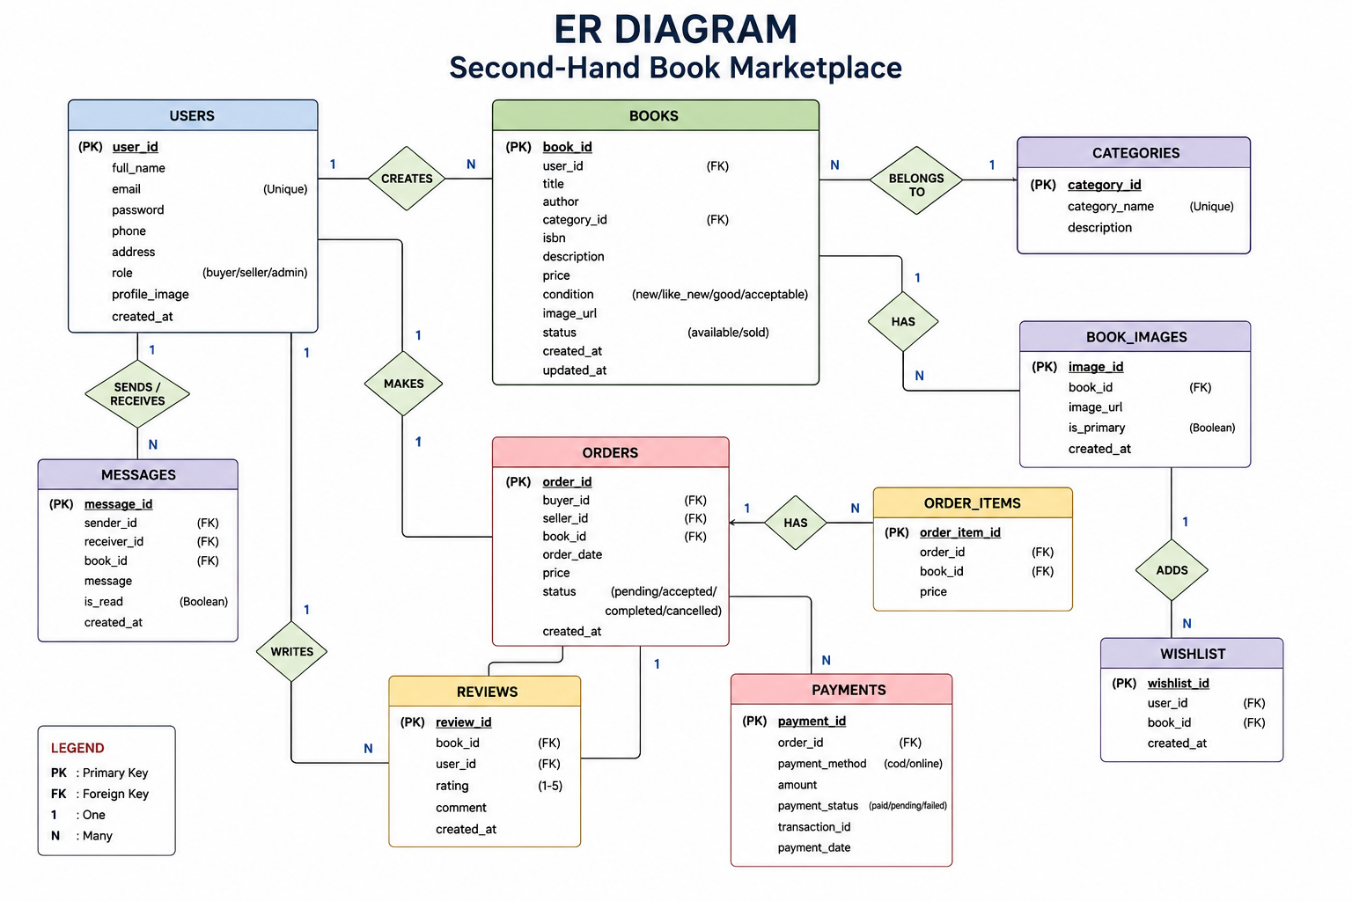 ER DIAGRAM
Second-Hand Book Marketplace
USERS
(PK) user_id
full_name
email (Unique)
password
phone
address
role (buyer/seller/admin)
profile_image
created_at
1
CREATES
N
BOOKS
(PK) book_id
user_id (FK)
title
author
category_id (FK)
isbn
description
price
condition (new/like_new/good/acceptable)
image_url
status (available/sold)
created_at
updated_at
N
BELONGS
TO
1
CATEGORIES
(PK) category_id
category_name (Unique)
description
1
HAS
N
BOOK_IMAGES
(PK) image_id
book_id (FK)
image_url
is_primary (Boolean)
created_at
1
SENDS /
RECEIVES
N
1
1
MAKES
1
MESSAGES
(PK) message_id
sender_id (FK)
receiver_id (FK)
book_id (FK)
message
is_read (Boolean)
created_at
ORDERS
(PK) order_id
buyer_id (FK)
seller_id (FK)
book_id (FK)
order_date
price
status (pending/accepted/
completed/cancelled)
created_at
1
HAS
N
ORDER_ITEMS
(PK) order_item_id
order_id (FK)
book_id (FK)
price
1
ADDS
N
WISHLIST
(PK) wishlist_id
user_id (FK)
book_id (FK)
created_at
1
WRITES
N
1
N
REVIEWS
(PK) review_id
book_id (FK)
user_id (FK)
rating (1-5)
comment
created_at
PAYMENTS
(PK) payment_id
order_id (FK)
payment_method (cod/online)
amount
payment_status (paid/pending/failed)
transaction_id
payment_date
LEGEND
PK : Primary Key
FK : Foreign Key
1 : One
N : Many